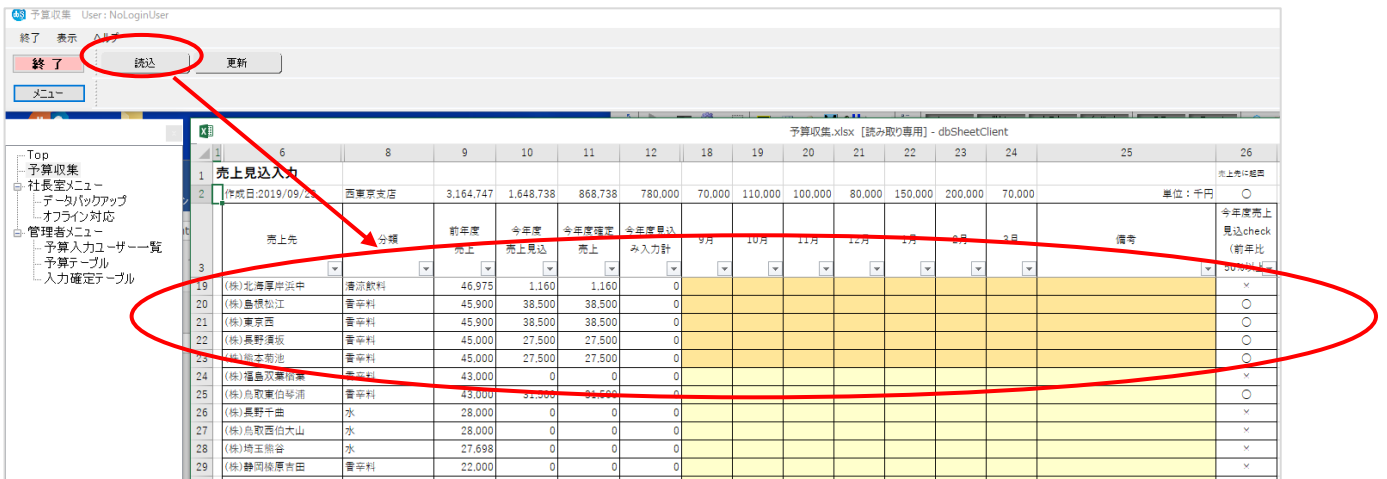 予算収集 User: NoLoginUser
終了 表示 ヘルプ
終了 読込 更新
メニュー
予算収集.xlsx [読み取り専用] - dbSheetClient
Top
予算収集
社長室メニュー
データバックアップ
オフライン対応
管理者メニュー
予算入力ユーザー一覧
予算テーブル
入力確定テーブル
1 6 8 9 10 11 12 18 19 20 21 22 23 24 25 26
1 売上見込入力
2 作成日:2019/09/2 西東京支店 3,164,747 1,648,738 868,738 780,000 70,000 110,000 100,000 80,000 150,000 200,000 70,000 単位：千円 〇
3 売上先 分類 前年度売上 今年度売上見込 今年度確定売上 今年度見込み入力計 9月 10月 11月 12月 1月 2月 3月 備考 今年度売上見込check（前年比50%以上
19 (株)北海厚岸浜中 清涼飲料 46,975 1,160 1,160 0 ×
20 (株)島根松江 香辛料 45,900 38,500 38,500 0 〇
21 (株)東京西 香辛料 45,900 38,500 38,500 0 〇
22 (株)長野須坂 香辛料 45,000 27,500 27,500 0 〇
23 (株)熊本菊池 香辛料 45,000 27,500 27,500 0 〇
24 (株)福島双葉楢葉 香辛料 43,000 0 0 0 ×
25 (株)鳥取東伯琴浦 香辛料 43,000 31,500 31,500 0 〇
26 (株)長野千曲 水 28,000 0 0 0 ×
27 (株)鳥取西伯大山 水 28,000 0 0 0 ×
28 (株)埼玉熊谷 水 27,698 0 0 0 ×
29 (株)静岡榛原吉田 香辛料 22,000 0 0 0 ×